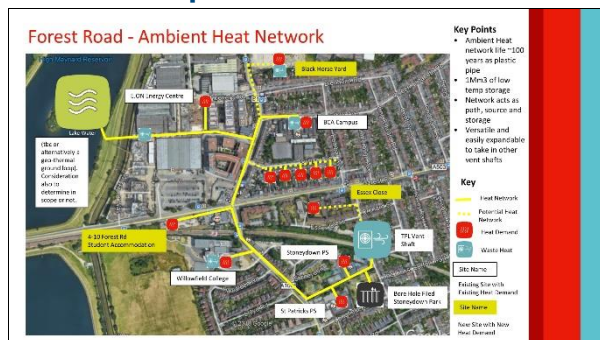 Forest Road - Ambient Heat Network
Black Horse Yard
E.ON Energy Centre
BCA Campus
Lake Water
(tbc or
alternatively a
geo-thermal
ground loop).
Consideration
also to
determine in
scope or not.
Essex Close
4-10 Forest Rd
Student Accommodation
TFL Vent
Shaft
Stoneydown PS
Willowfield College
St Patricks PS
Bore Hole Filed
Stoneydown Park
Google
Key Points
• Ambient Heat
network life ~100
years as plastic
pipe
• 1Mm3 of low
temp storage
• Network acts as
path, source and
storage
• Versatile and
easily expandable
to take in other
vent shafts
Key
Heat Network
Potential Heat
Network
Heat Demand
Waste Heat
Site Name
Existing Site with
Existing Heat Demand
Site Name
New Site with New
Heat Demand